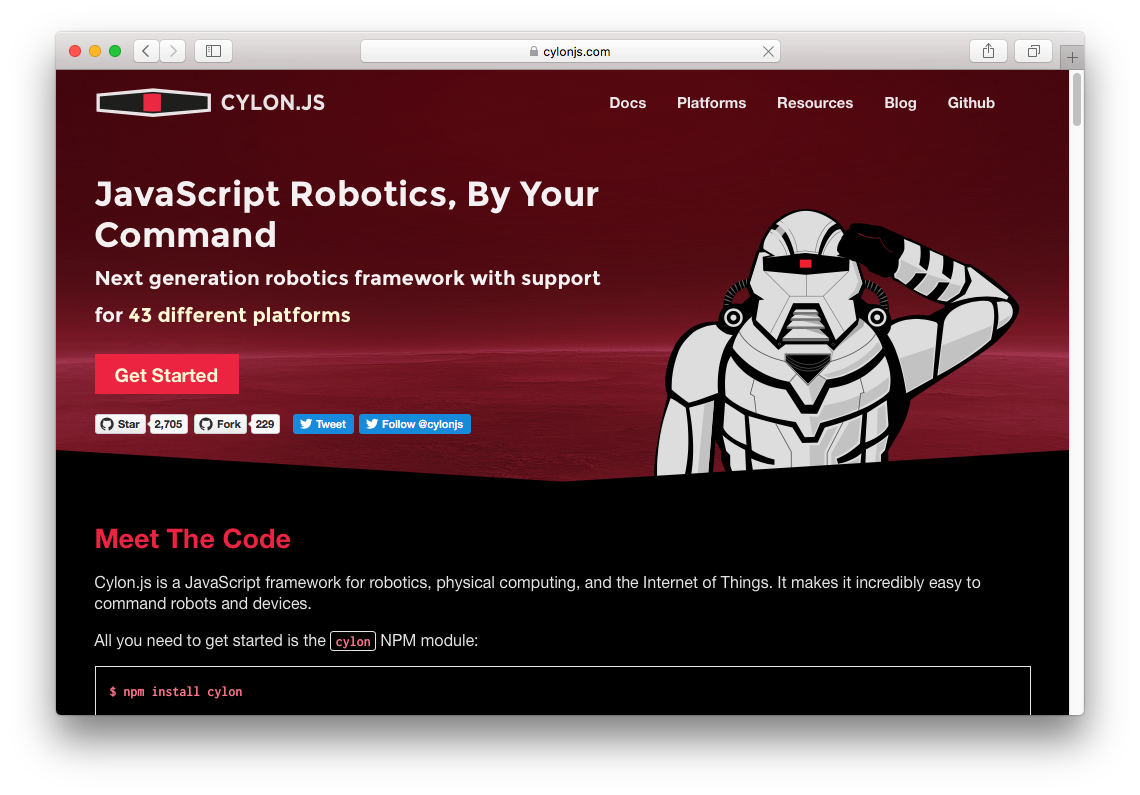 cylonjs.com
CYLON.JS
Docs Platforms Resources Blog Github
JavaScript Robotics, By Your
Command
Next generation robotics framework with support
for 43 different platforms
Get Started
Star 2,705 Fork 229 Tweet Follow @cylonjs
Meet The Code
Cylon.js is a JavaScript framework for robotics, physical computing, and the Internet of Things. It makes it incredibly easy to
command robots and devices.
All you need to get started is the cylon NPM module:
$ npm install cylon